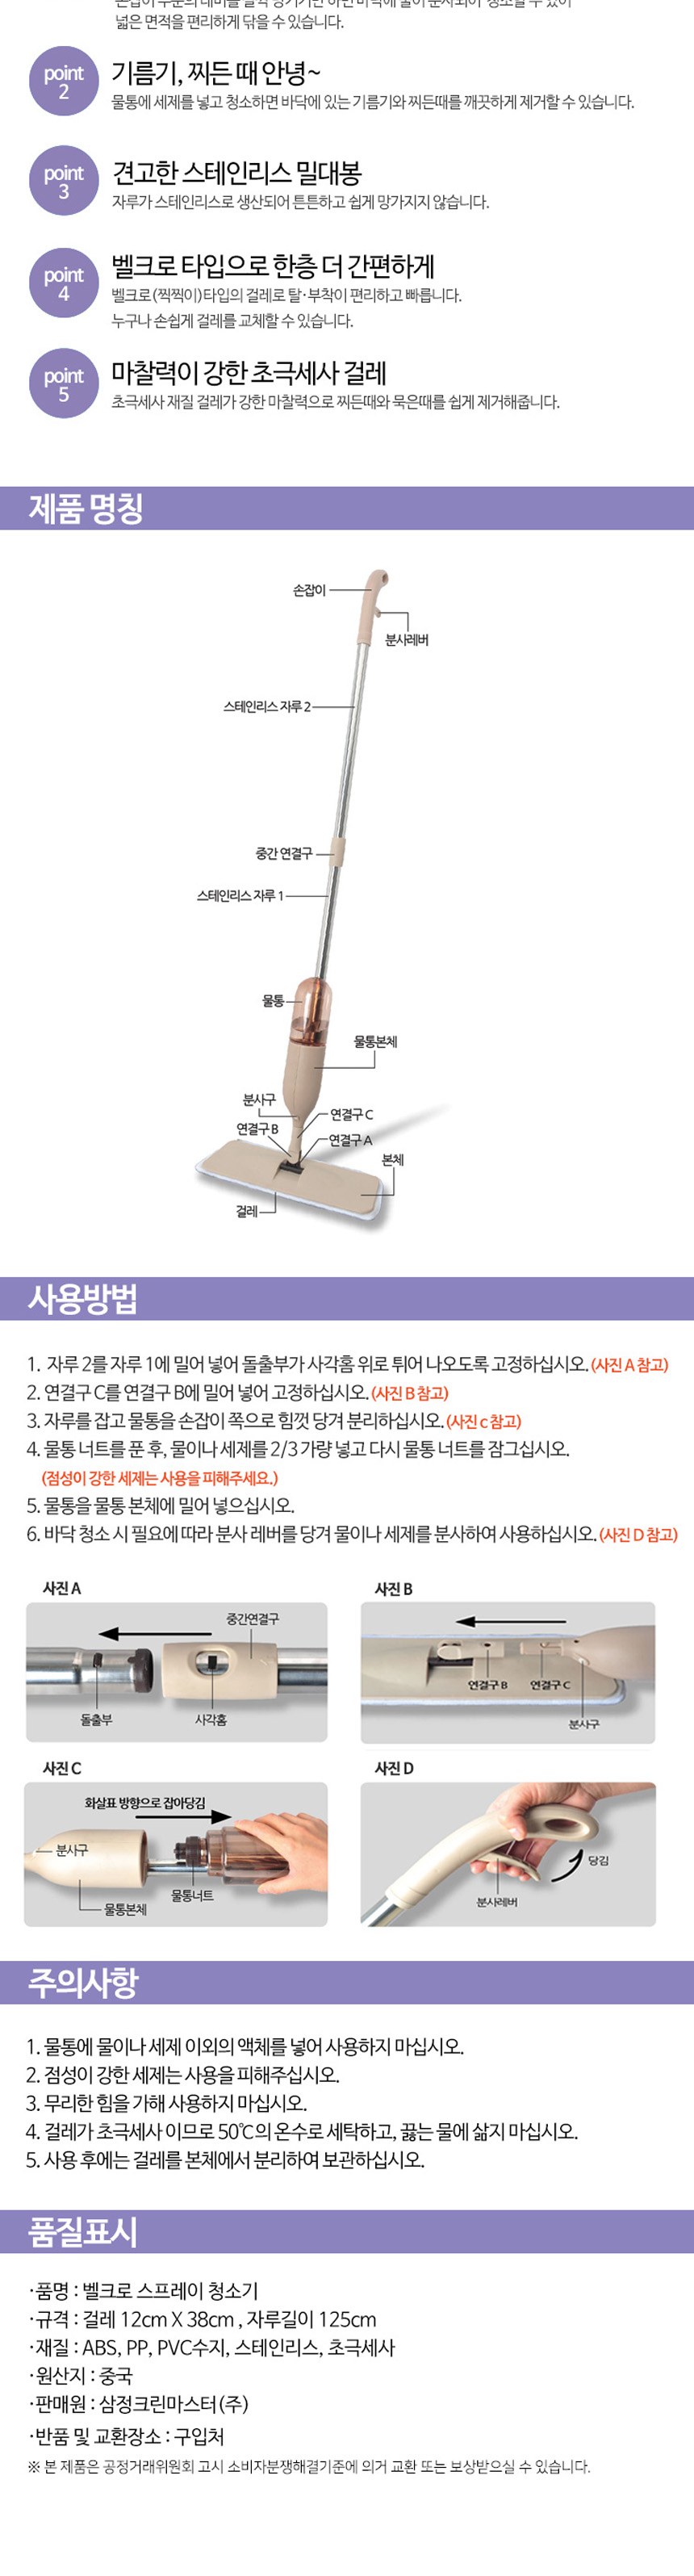 넓은 면적을 편리하게 닦을 수 있습니다.
point
2
기름기, 찌든 때 안녕~
물통에 세제를 넣고 청소하면 바닥에 있는 기름기와 찌든때를 깨끗하게 제거할 수 있습니다.
point
3
견고한 스테인리스 밀대봉
자루가 스테인리스로 생산되어 튼튼하고 쉽게 망가지지 않습니다.
point
4
벨크로 타입으로 한층 더 간편하게
벨크로(찍찍이)타입의 걸레로 탈·부착이 편리하고 빠릅니다.
누구나 손쉽게 걸레를 교체할 수 있습니다.
point
5
마찰력이 강한 초극세사 걸레
초극세사 재질 걸레가 강한 마찰력으로 찌든때와 묵은때를 쉽게 제거해줍니다.
제품 명칭
손잡이
분사레버
스테인리스 자루 2
중간 연결구
스테인리스 자루 1
물통
물통본체
분사구
연결구 C
연결구 B
연결구 A
본체
걸레
사용방법
1. 자루 2를 자루 1에 밀어 넣어 돌출부가 사각홈 위로 튀어 나오도록 고정하십시오. (사진 A 참고)
2. 연결구 C를 연결구 B에 밀어 넣어 고정하십시오. (사진 B 참고)
3. 자루를 잡고 물통을 손잡이 쪽으로 힘껏 당겨 분리하십시오. (사진 c 참고)
4. 물통 너트를 푼 후, 물이나 세제를 2/3 가량 넣고 다시 물통 너트를 잠그십시오.
(점성이 강한 세제는 사용을 피해주세요.)
5. 물통을 물통 본체에 밀어 넣으십시오.
6. 바닥 청소 시 필요에 따라 분사 레버를 당겨 물이나 세제를 분사하여 사용하십시오. (사진 D 참고)
사진 A
중간연결구
돌출부
사각홈
사진 B
연결구 B
연결구 C
분사구
사진 C
화살표 방향으로 잡아당김
분사구
물통너트
물통본체
사진 D
당김
분사레버
주의사항
1. 물통에 물이나 세제 이외의 액체를 넣어 사용하지 마십시오.
2. 점성이 강한 세제는 사용을 피해주십시오.
3. 무리한 힘을 가해 사용하지 마십시오.
4. 걸레가 초극세사 이므로 50℃의 온수로 세탁하고, 끓는 물에 삶지 마십시오.
5. 사용 후에는 걸레를 본체에서 분리하여 보관하십시오.
품질표시
·품명 : 벨크로 스프레이 청소기
·규격 : 걸레 12cm X 38cm , 자루길이 125cm
·재질 : ABS, PP, PVC수지, 스테인리스, 초극세사
·원산지 : 중국
·판매원 : 삼정크린마스터(주)
·반품 및 교환장소 : 구입처
※ 본 제품은 공정거래위원회 고시 소비자분쟁해결기준에 의거 교환 또는 보상받으실 수 있습니다.